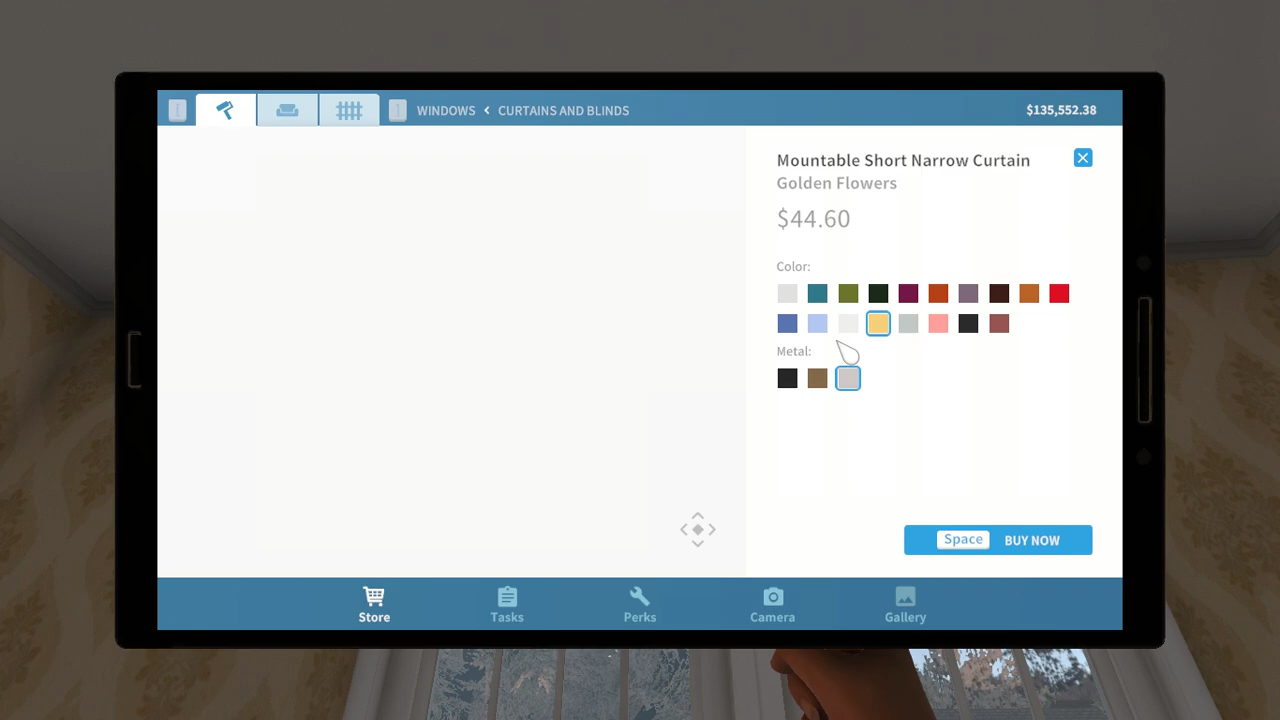 WINDOWS < CURTAINS AND BLINDS
$135,552.38
Mountable Short Narrow Curtain
Golden Flowers
$44.60
Color:
Metal:
Space BUY NOW
Store Tasks Perks Camera Gallery